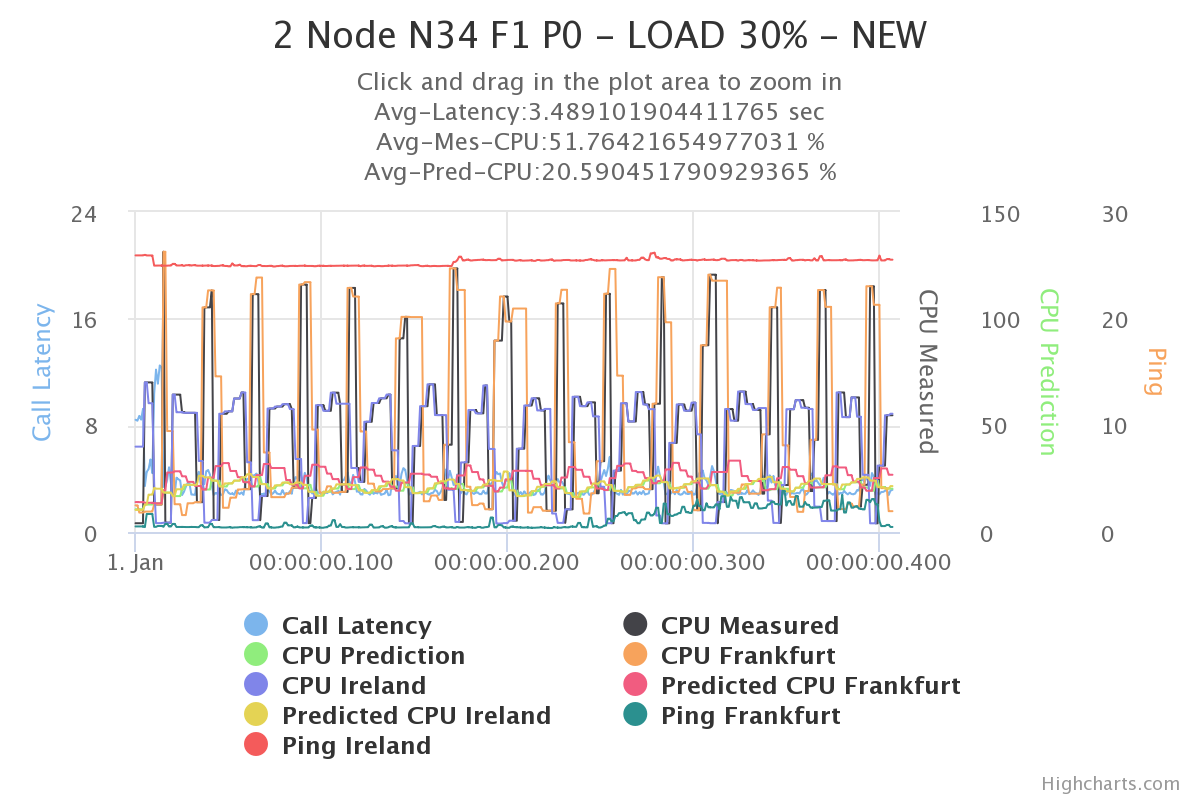 2 Node N34 F1 P0 - LOAD 30% - NEW
Click and drag in the plot area to zoom in
Avg-Latency:3.489101904411765 sec
Avg-Mes-CPU:51.76421654977031 %
Avg-Pred-CPU:20.590451790929365 %
24 150 30
16 100 20
8 50 10
0 0 0
Call Latency
CPU Measured
CPU Prediction
Ping
1. Jan 00:00:00.100 00:00:00.200 00:00:00.300 00:00:00.400
Call Latency CPU Measured
CPU Prediction CPU Frankfurt
CPU Ireland Predicted CPU Frankfurt
Predicted CPU Ireland Ping Frankfurt
Ping Ireland
Highcharts.com